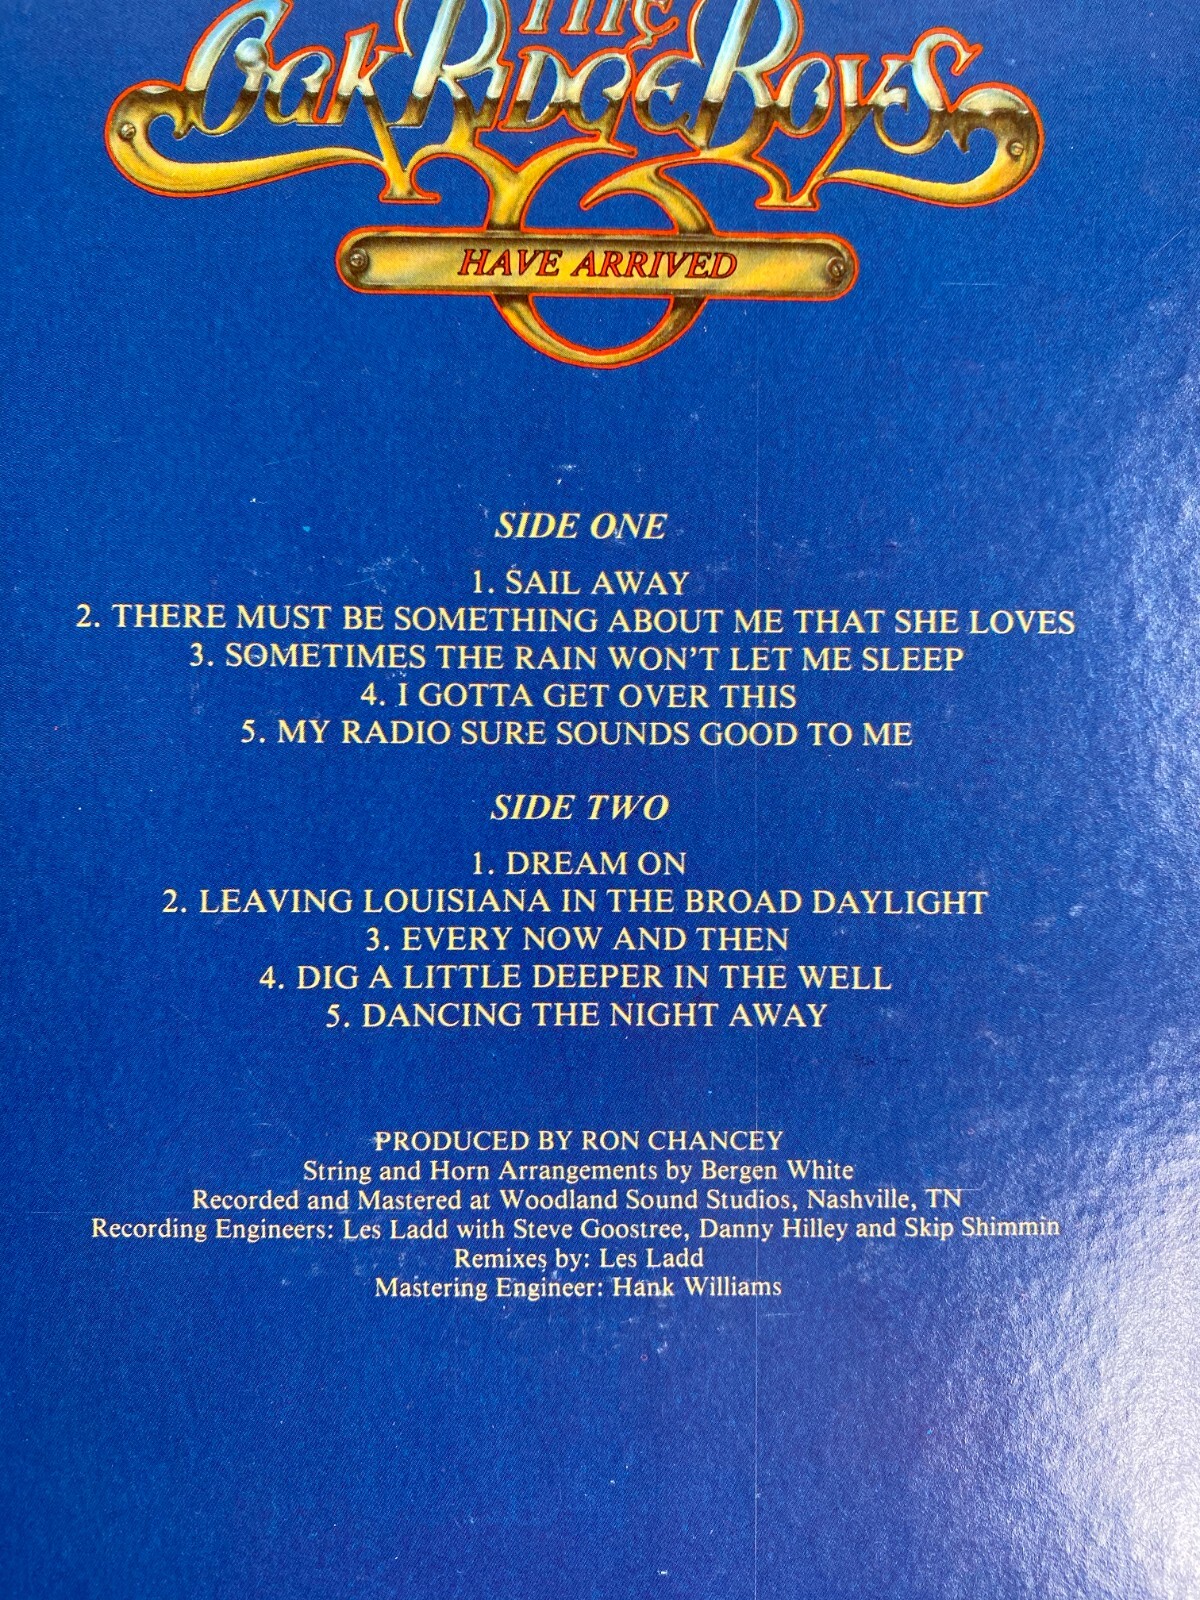 THE
Oak Ridge Boys
HAVE ARRIVED
SIDE ONE
1. SAIL AWAY
2. THERE MUST BE SOMETHING ABOUT ME THAT SHE LOVES
3. SOMETIMES THE RAIN WON'T LET ME SLEEP
4. I GOTTA GET OVER THIS
5. MY RADIO SURE SOUNDS GOOD TO ME
SIDE TWO
1. DREAM ON
2. LEAVING LOUISIANA IN THE BROAD DAYLIGHT
3. EVERY NOW AND THEN
4. DIG A LITTLE DEEPER IN THE WELL
5. DANCING THE NIGHT AWAY
PRODUCED BY RON CHANCEY
String and Horn Arrangements by Bergen White
Recorded and Mastered at Woodland Sound Studios, Nashville, TN
Recording Engineers: Les Ladd with Steve Goostree, Danny Hilley and Skip Shimmin
Remixes by: Les Ladd
Mastering Engineer: Hank Williams